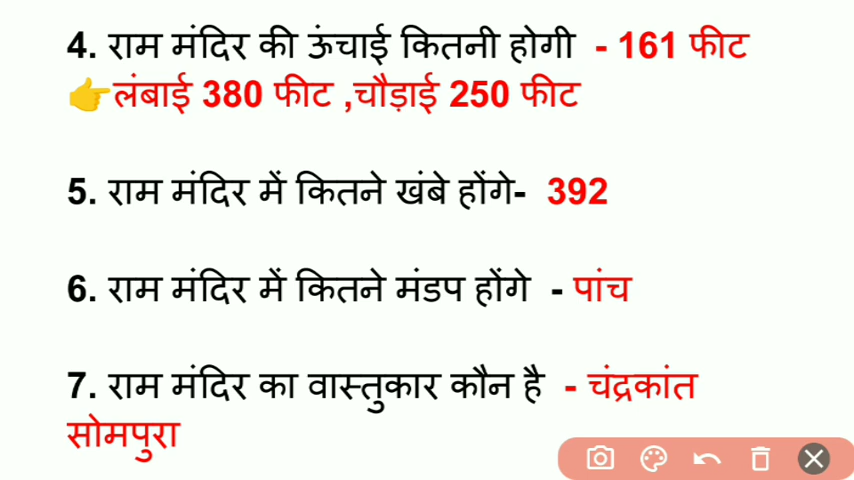 4. राम मंदिर की ऊंचाई कितनी होगी - 161 फीट
👉लंबाई 380 फीट ,चौड़ाई 250 फीट
5. राम मंदिर में कितने खंबे होंगे- 392
6. राम मंदिर में कितने मंडप होंगे - पांच
7. राम मंदिर का वास्तुकार कौन है - चंद्रकांत
सोमपुरा